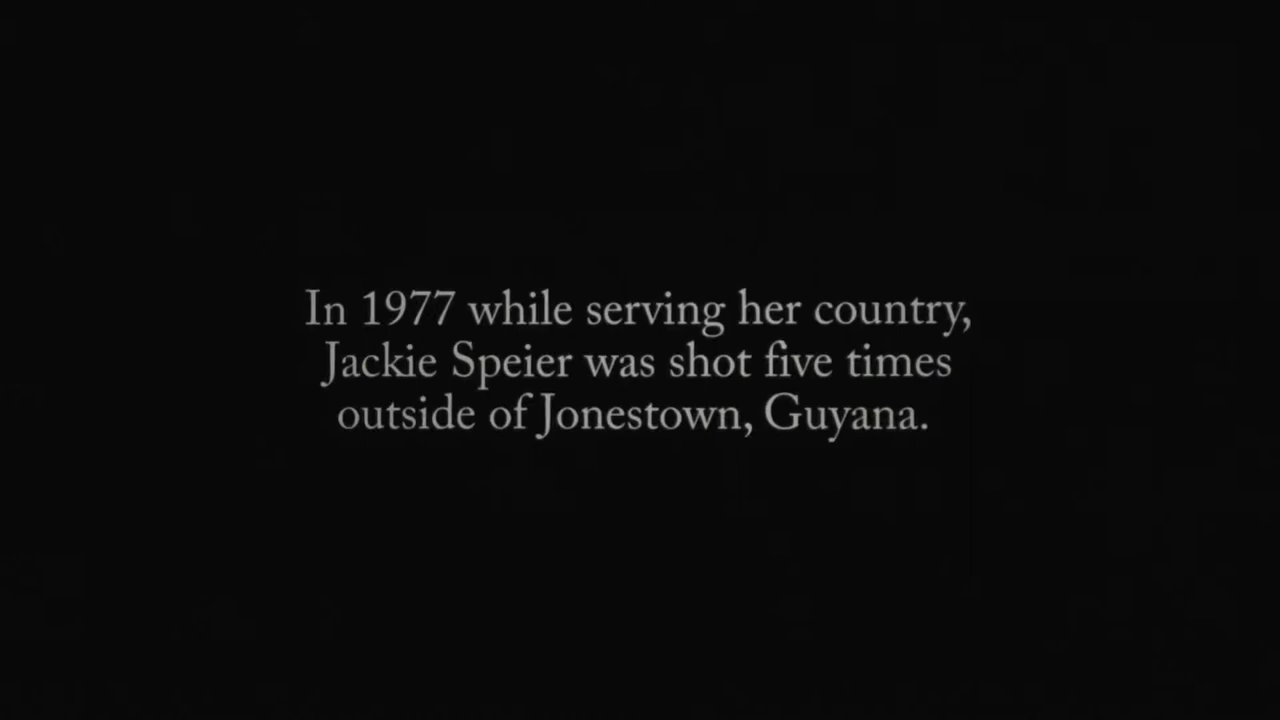 In 1977 while serving her country,
Jackie Speier was shot five times
outside of Jonestown, Guyana.